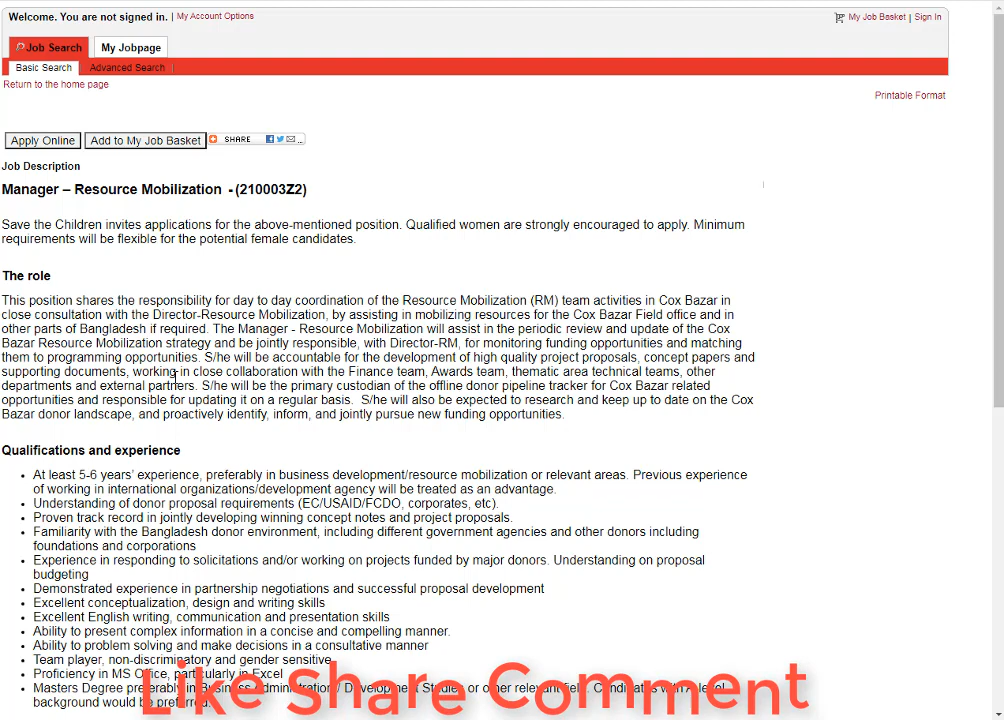 Welcome. You are not signed in. | My Account Options
My Job Basket | Sign In
Job Search My Jobpage
Basic Search Advanced Search
Return to the home page
Printable Format
Apply Online Add to My Job Basket SHARE ...
Job Description
Manager – Resource Mobilization - (210003Z2)
Save the Children invites applications for the above-mentioned position. Qualified women are strongly encouraged to apply. Minimum
requirements will be flexible for the potential female candidates.
The role
This position shares the responsibility for day to day coordination of the Resource Mobilization (RM) team activities in Cox Bazar in
close consultation with the Director-Resource Mobilization, by assisting in mobilizing resources for the Cox Bazar Field office and in
other parts of Bangladesh if required. The Manager - Resource Mobilization will assist in the periodic review and update of the Cox
Bazar Resource Mobilization strategy and be jointly responsible, with Director-RM, for monitoring funding opportunities and matching
them to programming opportunities. S/he will be accountable for the development of high quality project proposals, concept papers and
supporting documents, working in close collaboration with the Finance team, Awards team, thematic area technical teams, other
departments and external partners. S/he will be the primary custodian of the offline donor pipeline tracker for Cox Bazar related
opportunities and responsible for updating it on a regular basis. S/he will also be expected to research and keep up to date on the Cox
Bazar donor landscape, and proactively identify, inform, and jointly pursue new funding opportunities.
Qualifications and experience
• At least 5-6 years' experience, preferably in business development/resource mobilization or relevant areas. Previous experience
of working in international organizations/development agency will be treated as an advantage.
• Understanding of donor proposal requirements (EC/USAID/FCDO, corporates, etc).
• Proven track record in jointly developing winning concept notes and project proposals.
• Familiarity with the Bangladesh donor environment, including different government agencies and other donors including
foundations and corporations
• Experience in responding to solicitations and/or working on projects funded by major donors. Understanding on proposal
budgeting
• Demonstrated experience in partnership negotiations and successful proposal development
• Excellent conceptualization, design and writing skills
• Excellent English writing, communication and presentation skills
• Ability to present complex information in a concise and compelling manner.
• Ability to problem solving and make decisions in a consultative manner
• Team player, non-discriminatory and gender sensitive
• Proficiency in MS Office, particularly in Excel
• Masters Degree preferably in Business Administration / Development Studies or other relevant field. Candidates with A level
background would be preferred.
Like Share Comment